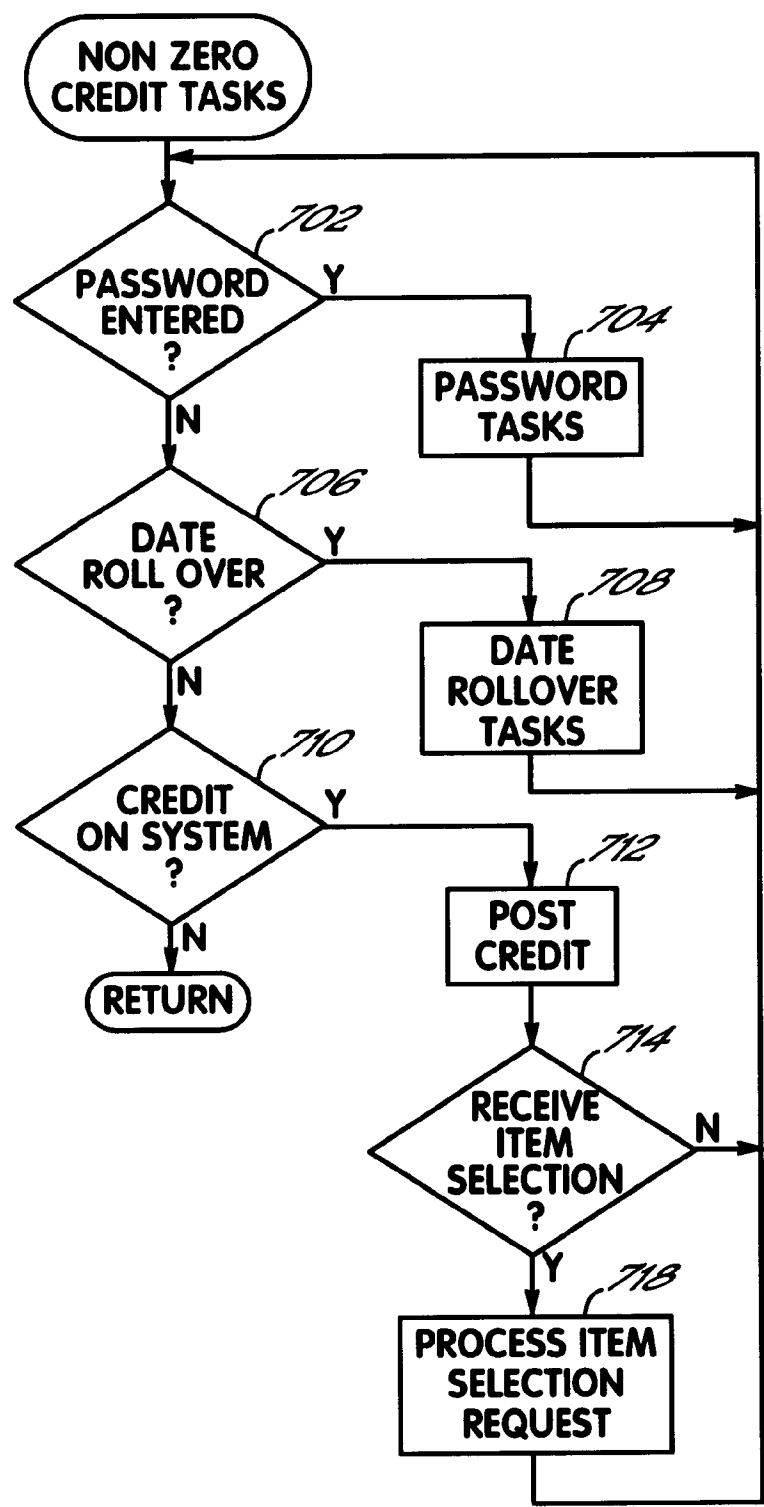 NON ZERO
CREDIT TASKS
702
PASSWORD
ENTERED
?
Y
N
704
PASSWORD
TASKS
706
DATE
ROLL OVER
?
Y
N
708
DATE
ROLLOVER
TASKS
710
CREDIT
ON SYSTEM
?
Y
N
RETURN
712
POST
CREDIT
714
RECEIVE
ITEM
SELECTION
?
N
Y
718
PROCESS ITEM
SELECTION
REQUEST